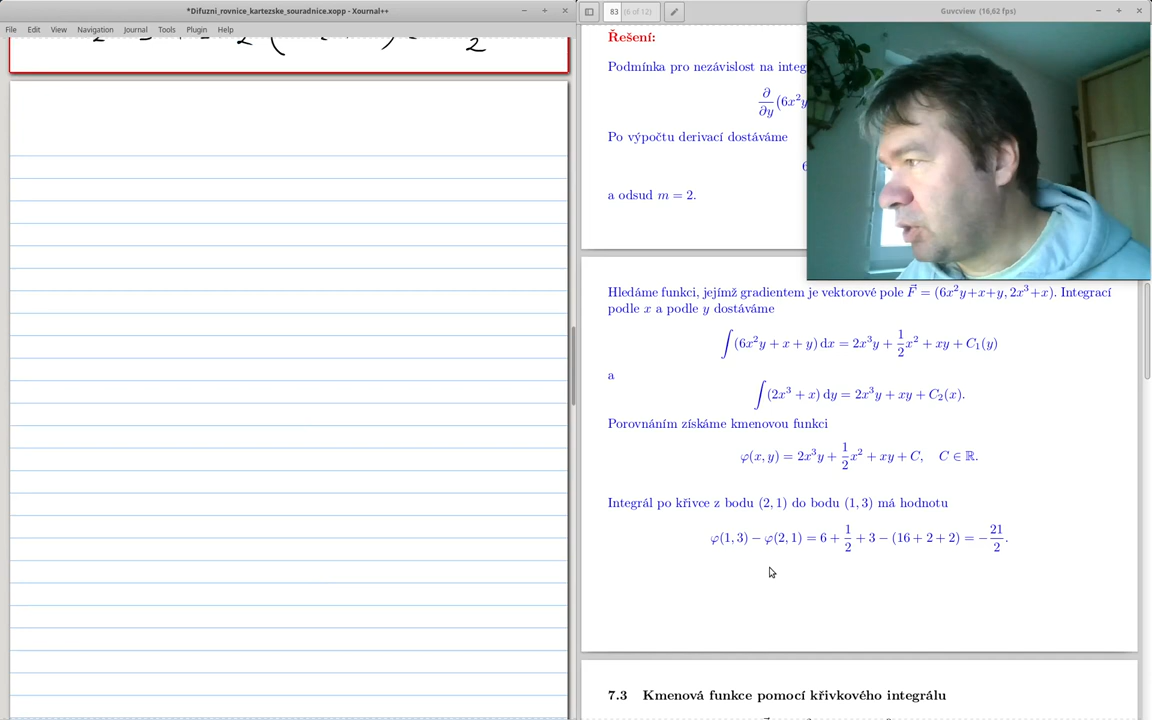 *Difuzni_rovnice_kartezske_souradnice.xopp - Xournal++
File Edit View Navigation Journal Tools Plugin Help
83 (6 of 12)
Guvcview (16,62 fps)
Řešení:
Podmínka pro nezávislost na integ
∂/∂y (6x²y
Po výpočtu derivací dostáváme
6
a odsud m = 2.
Hledáme funkci, jejímž gradientem je vektorové pole F⃗ = (6x²y+x+y, 2x³+x). Integrací
podle x a podle y dostáváme
∫(6x²y + x + y) dx = 2x³y + 1/2 x² + xy + C₁(y)
a
∫(2x³ + x) dy = 2x³y + xy + C₂(x).
Porovnáním získáme kmenovou funkci
φ(x, y) = 2x³y + 1/2 x² + xy + C, C ∈ ℝ.
Integrál po křivce z bodu (2, 1) do bodu (1, 3) má hodnotu
φ(1, 3) − φ(2, 1) = 6 + 1/2 + 3 − (16 + 2 + 2) = −21/2.
7.3 Kmenová funkce pomocí křivkového integrálu